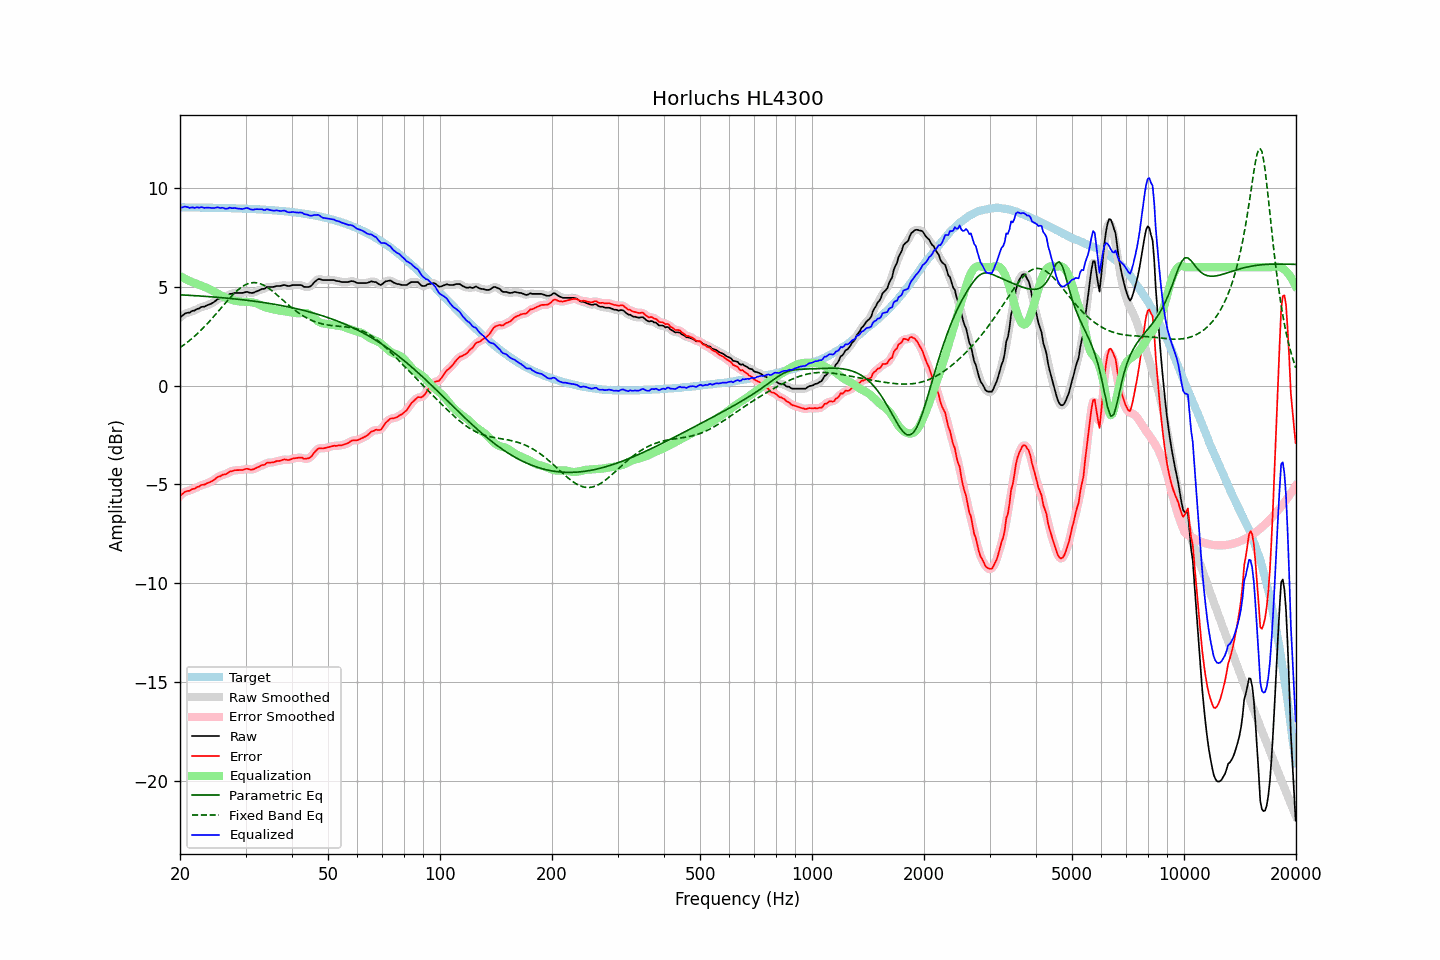 Horluchs HL4300
Amplitude (dBr)
10
5
0
−5
−10
−15
−20
Target
Raw Smoothed
Error Smoothed
Raw
Error
Equalization
Parametric Eq
Fixed Band Eq
Equalized
20 50 100 200 500 1000 2000 5000 10000 20000
Frequency (Hz)